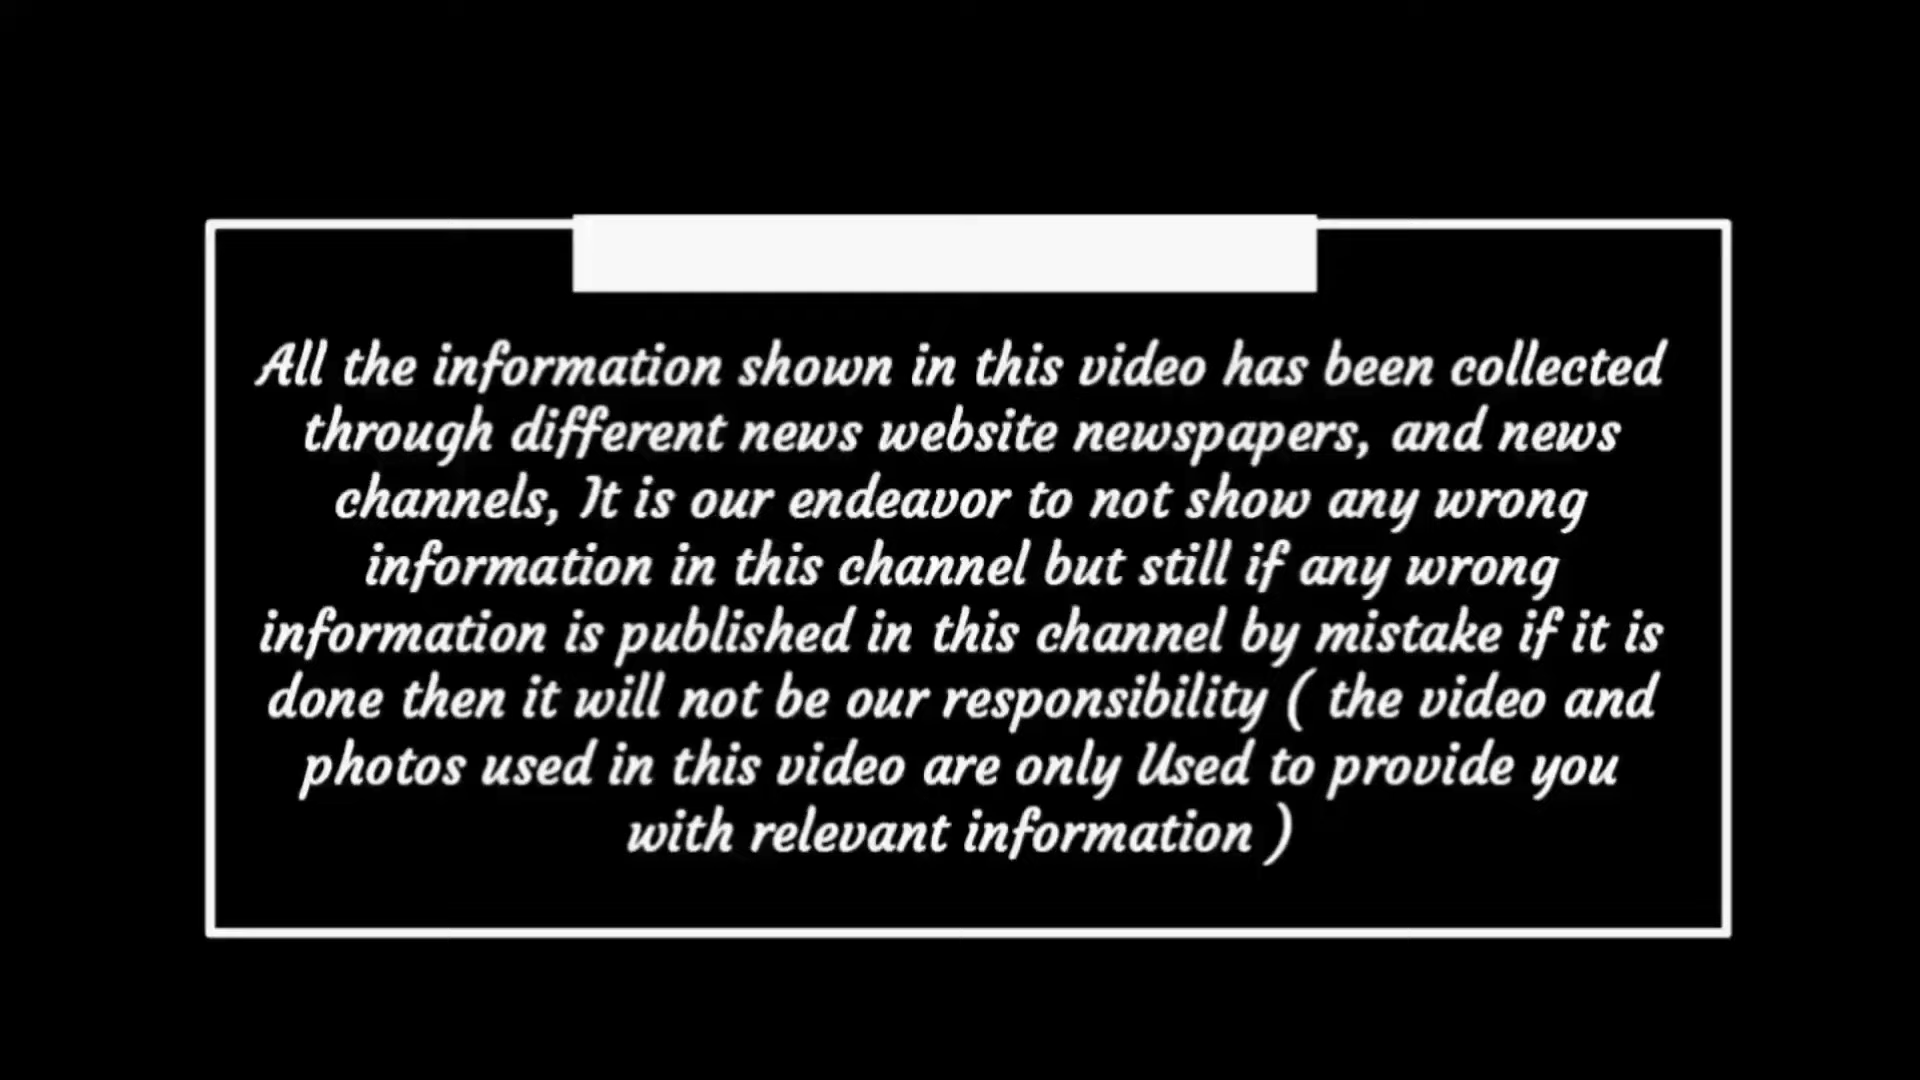 All the information shown in this video has been collected
through different news website newspapers, and news
channels, It is our endeavor to not show any wrong
information in this channel but still if any wrong
information is published in this channel by mistake if it is
done then it will not be our responsibility ( the video and
photos used in this video are only Used to provide you
with relevant information )